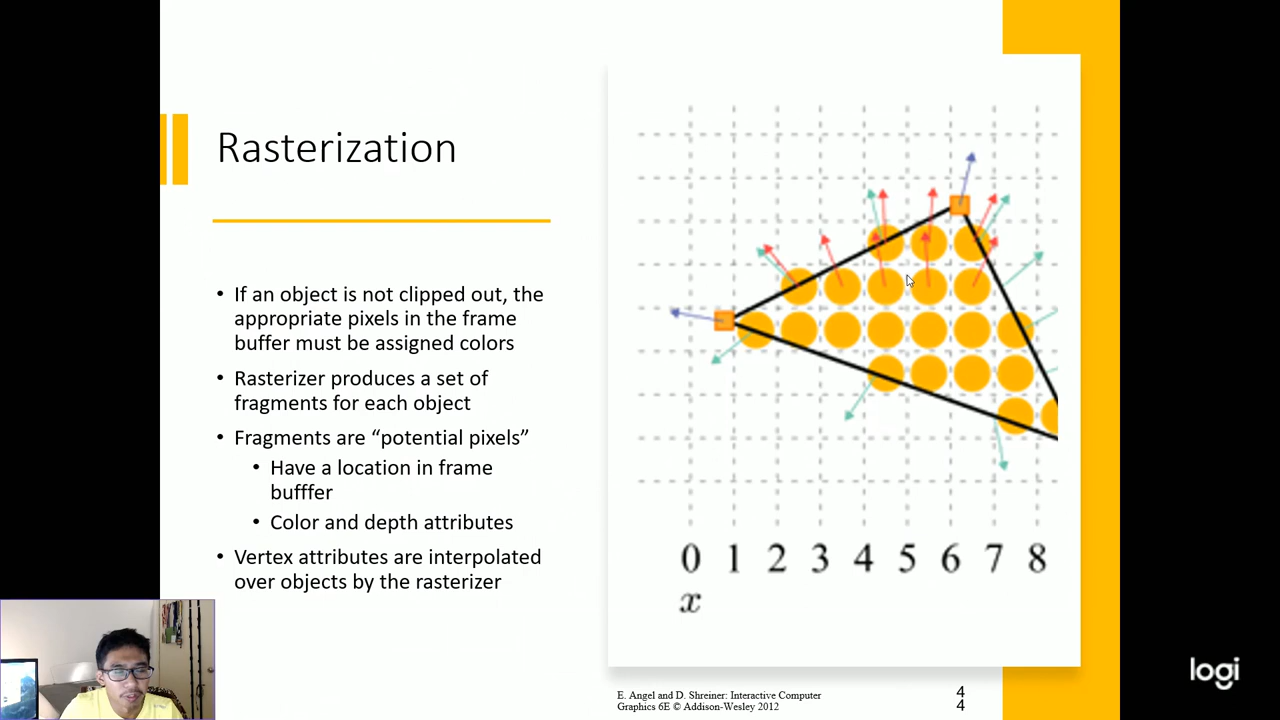 Rasterization
• If an object is not clipped out, the
appropriate pixels in the frame
buffer must be assigned colors
• Rasterizer produces a set of
fragments for each object
• Fragments are “potential pixels”
• Have a location in frame
bufffer
• Color and depth attributes
• Vertex attributes are interpolated
over objects by the rasterizer
0 1 2 3 4 5 6 7 8
x
E. Angel and D. Shreiner: Interactive Computer
Graphics 6E © Addison-Wesley 2012
4
4
logi